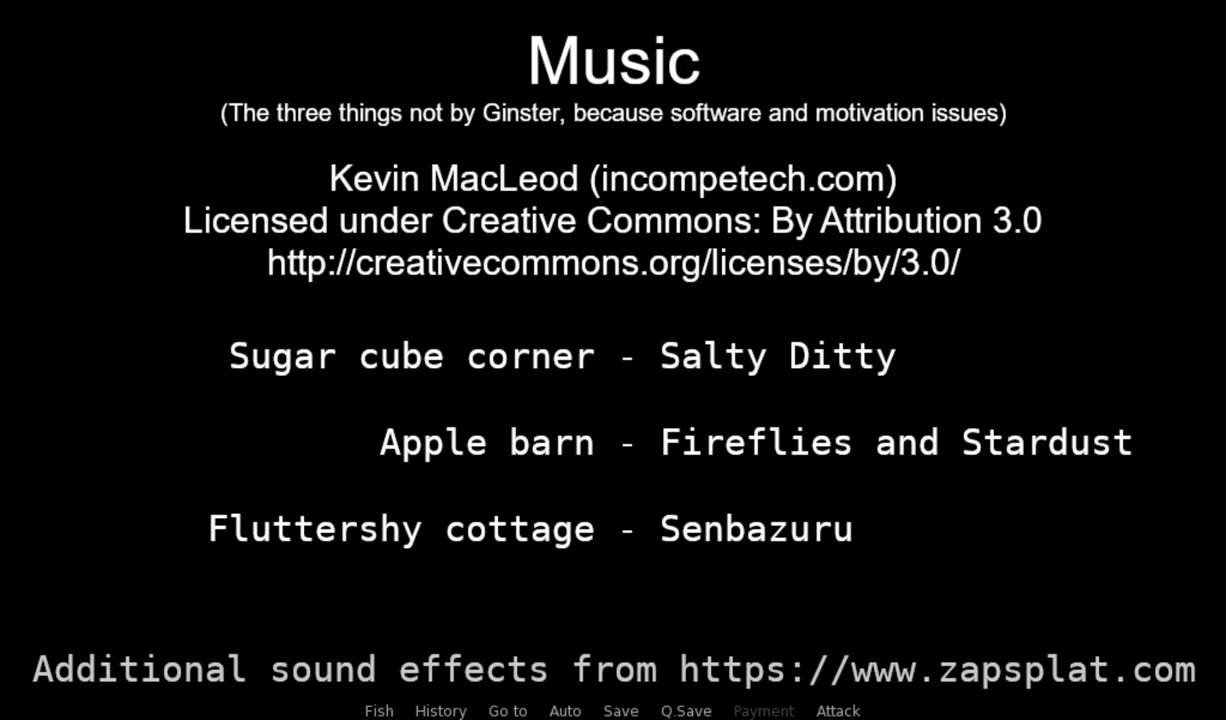 Music
(The three things not by Ginster, because software and motivation issues)
Kevin MacLeod (incompetech.com)
Licensed under Creative Commons: By Attribution 3.0
http://creativecommons.org/licenses/by/3.0/
Sugar cube corner - Salty Ditty
Apple barn - Fireflies and Stardust
Fluttershy cottage - Senbazuru
Additional sound effects from https://www.zapsplat.com
Fish History Go to Auto Save Q.Save Payment Attack